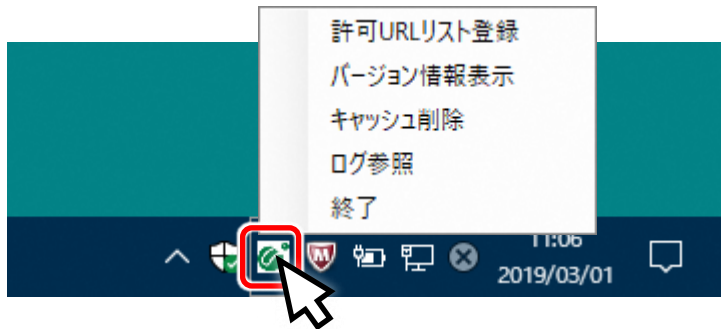 許可URLリスト登録
バージョン情報表示
キャッシュ削除
ログ参照
終了
11:06
2019/03/01